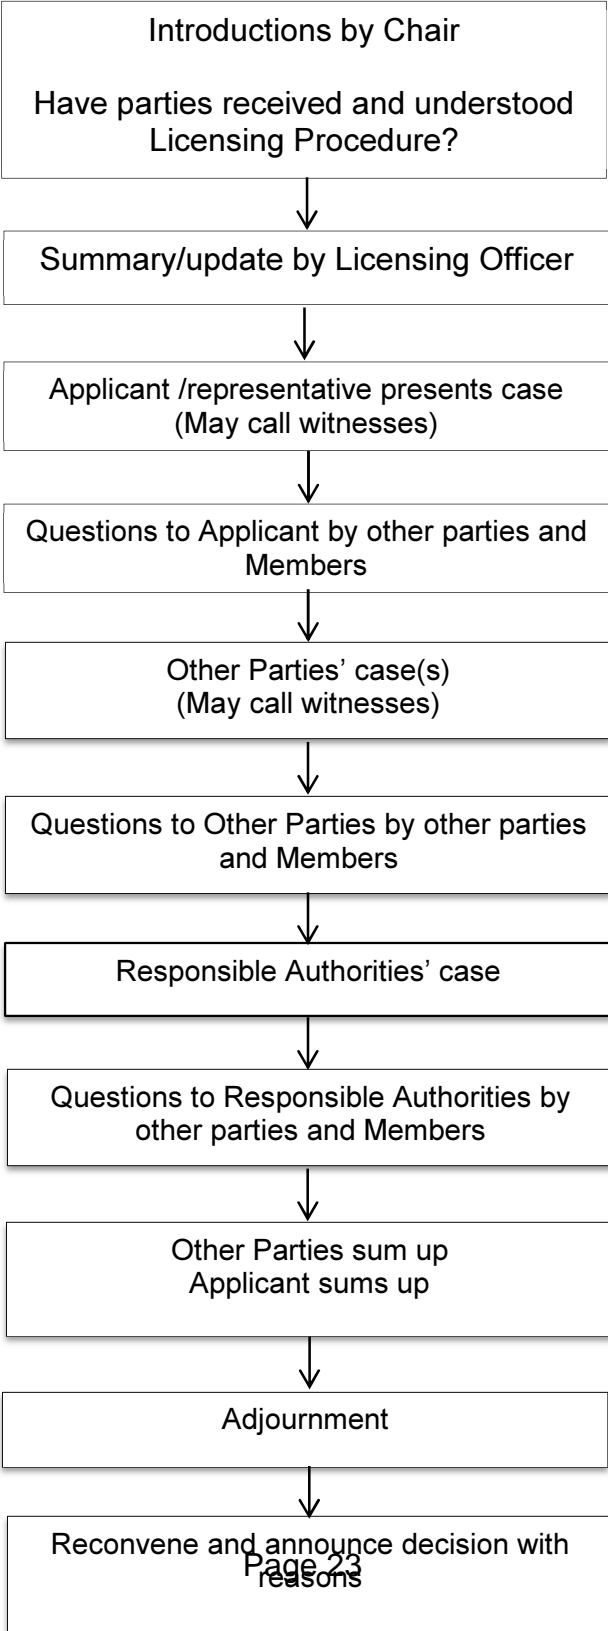 Introductions by Chair
Have parties received and understood
Licensing Procedure?
Summary/update by Licensing Officer
Applicant /representative presents case
(May call witnesses)
Questions to Applicant by other parties and
Members
Other Parties’ case(s)
(May call witnesses)
Questions to Other Parties by other parties
and Members
Responsible Authorities’ case
Questions to Responsible Authorities by
other parties and Members
Other Parties sum up
Applicant sums up
Adjournment
Reconvene and announce decision with
reasons
Page 23